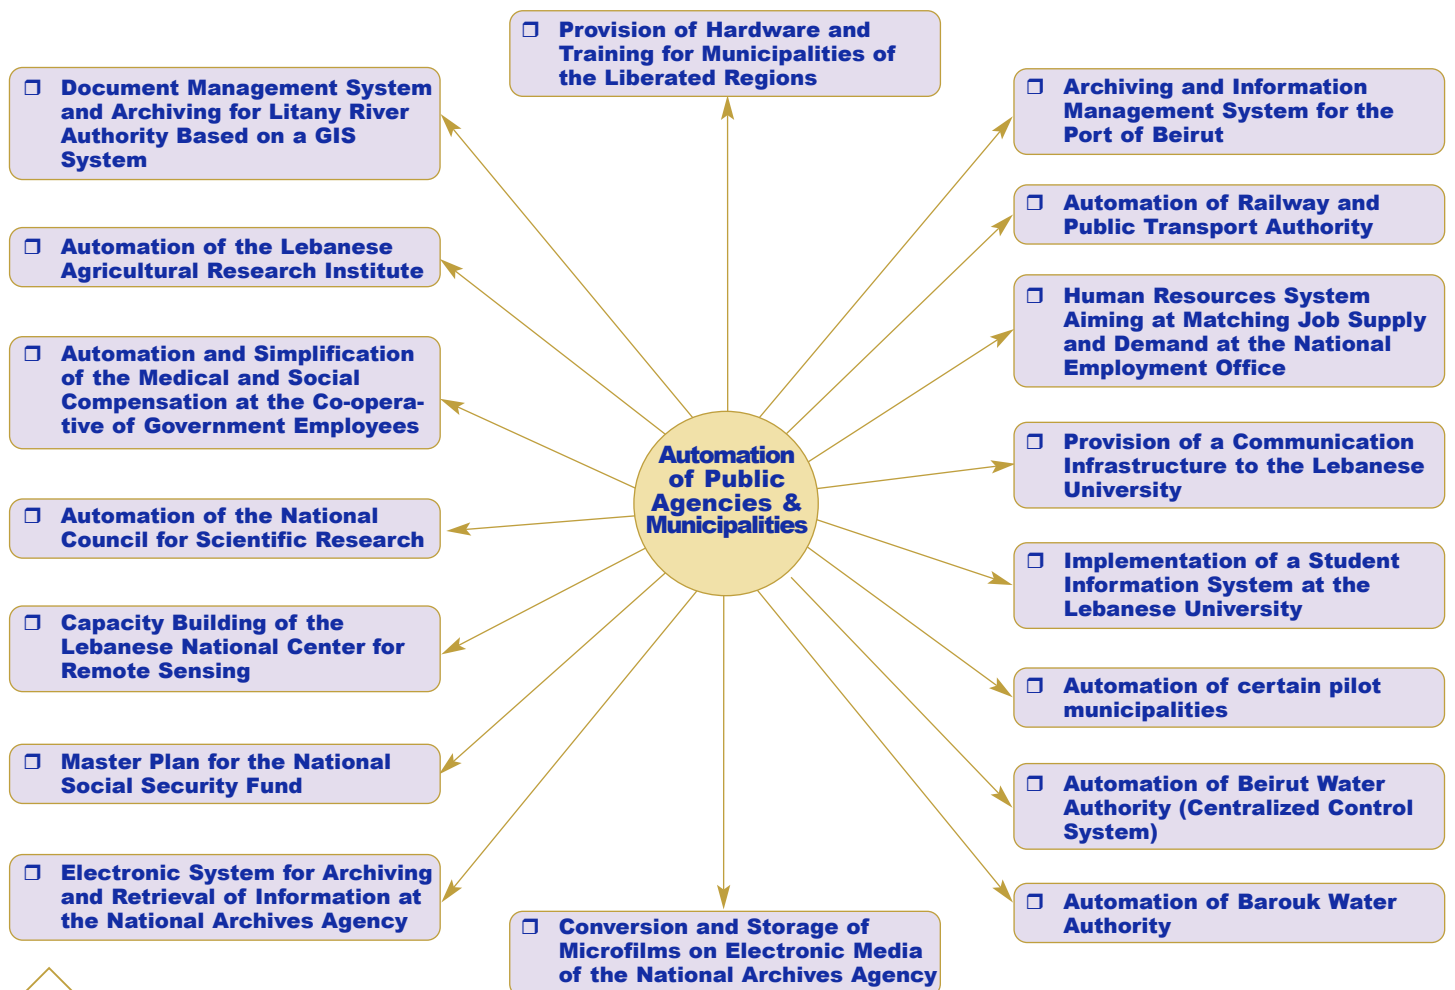 ❒ Provision of Hardware and
Training for Municipalities of
the Liberated Regions
❒ Document Management System
and Archiving for Litany River
Authority Based on a GIS
System
❒ Automation of the Lebanese
Agricultural Research Institute
❒ Automation and Simplification
of the Medical and Social
Compensation at the Co-opera-
tive of Government Employees
❒ Automation of the National
Council for Scientific Research
❒ Capacity Building of the
Lebanese National Center for
Remote Sensing
❒ Master Plan for the National
Social Security Fund
❒ Electronic System for Archiving
and Retrieval of Information at
the National Archives Agency
Automation
of Public
Agencies &
Municipalities
❒ Archiving and Information
Management System for the
Port of Beirut
❒ Automation of Railway and
Public Transport Authority
❒ Human Resources System
Aiming at Matching Job Supply
and Demand at the National
Employment Office
❒ Provision of a Communication
Infrastructure to the Lebanese
University
❒ Implementation of a Student
Information System at the
Lebanese University
❒ Automation of certain pilot
municipalities
❒ Automation of Beirut Water
Authority (Centralized Control
System)
❒ Automation of Barouk Water
Authority
❒ Conversion and Storage of
Microfilms on Electronic Media
of the National Archives Agency